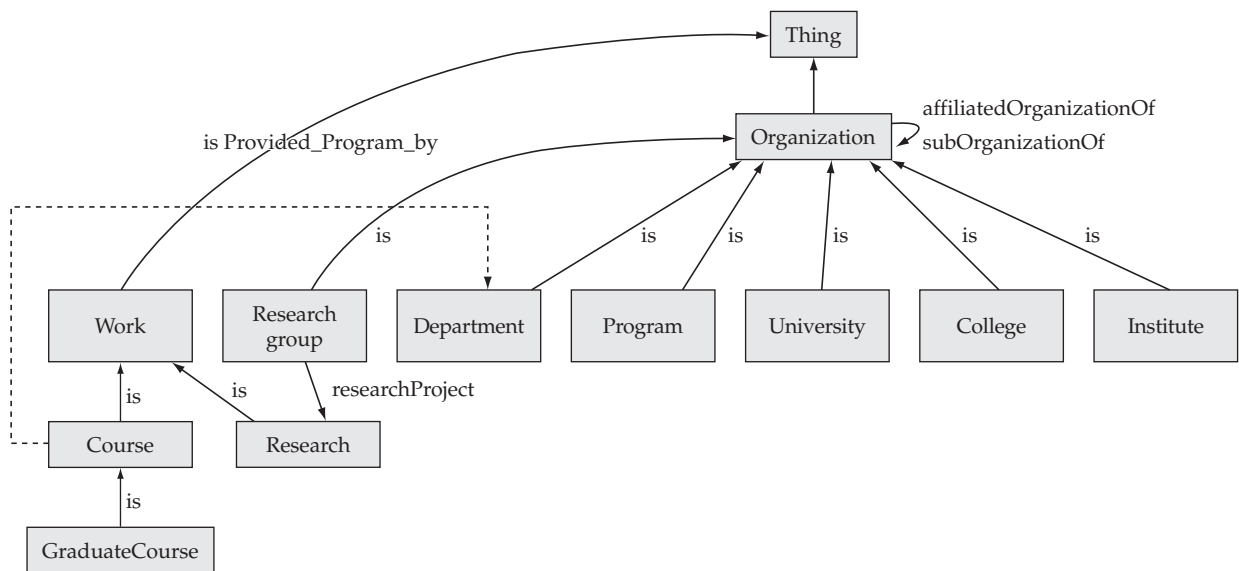 Thing
affiliatedOrganizationOf
Organization
subOrganizationOf
is Provided_Program_by
is
is
is
is
is
is
Work
Research
group
Department
Program
University
College
Institute
is
is
researchProject
Course
Research
is
GraduateCourse